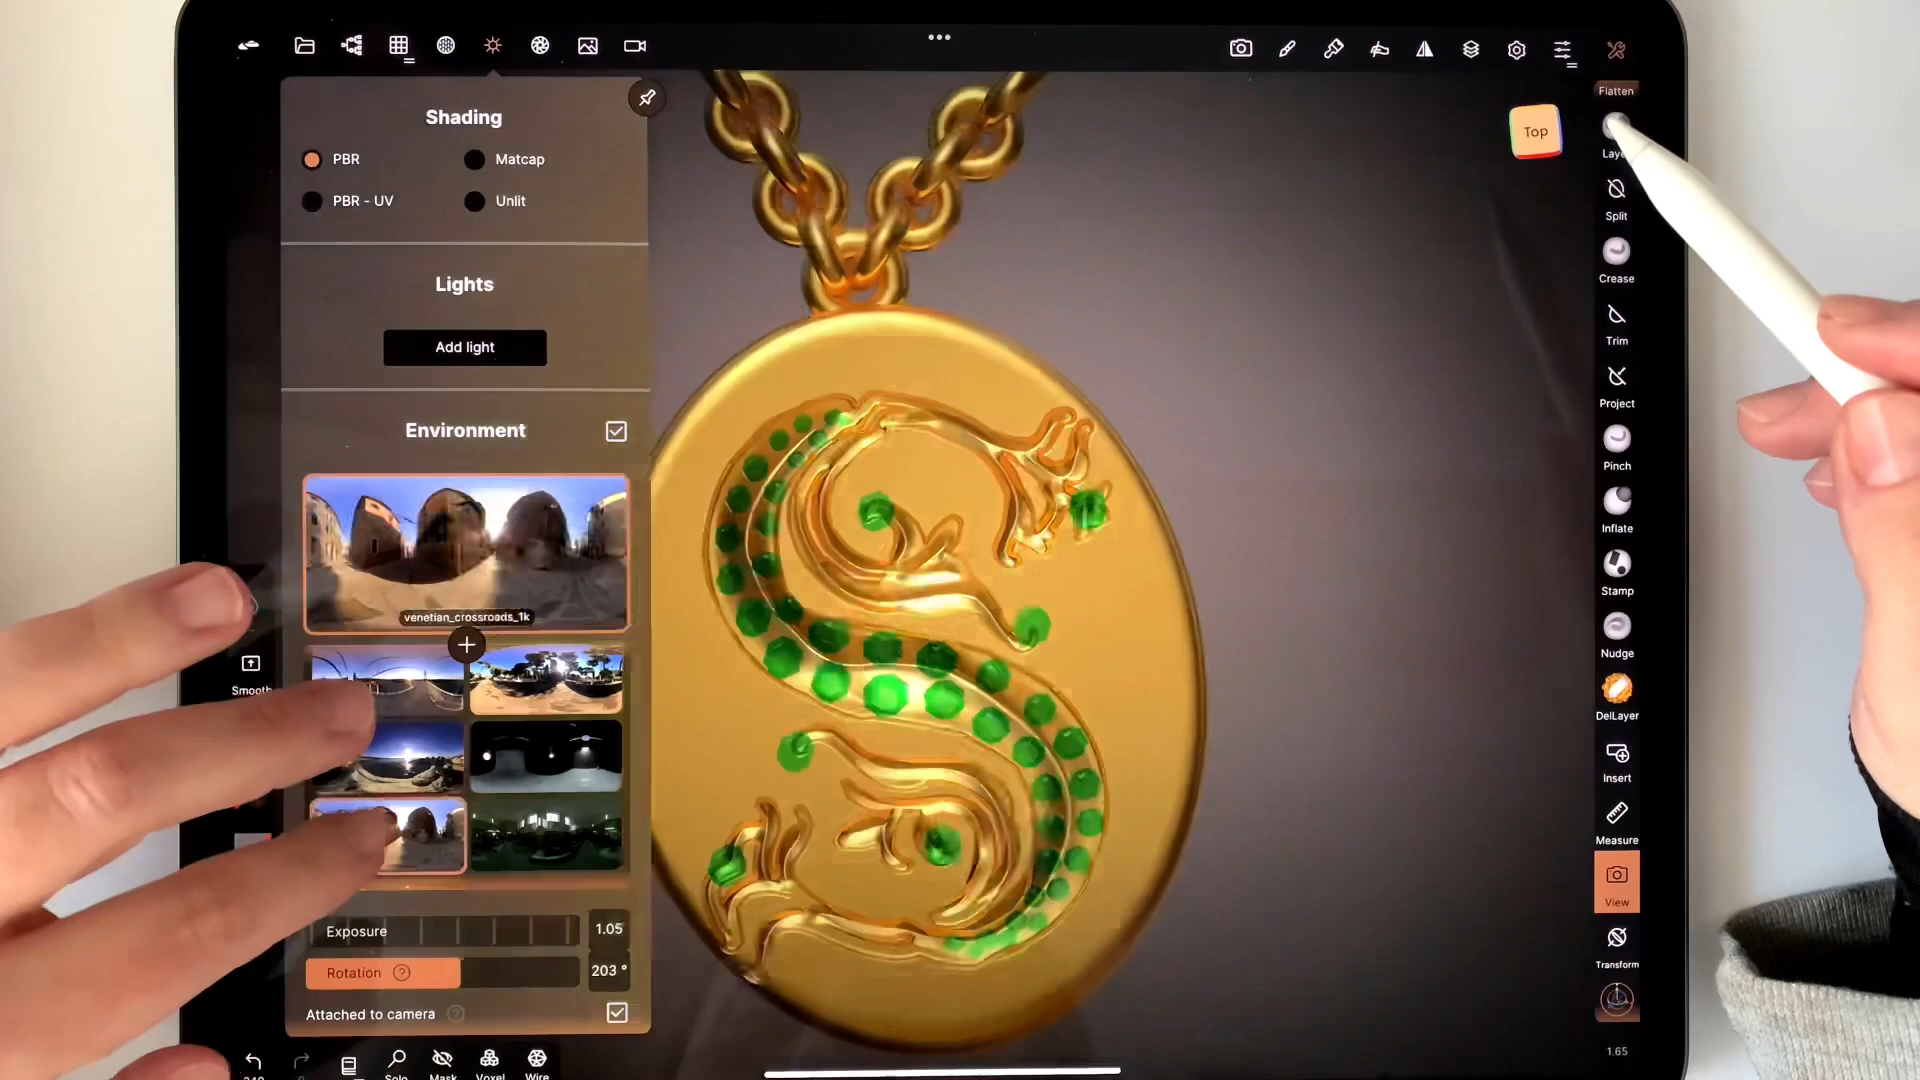 Shading
PBR
Matcap
PBR - UV
Unlit
Lights
Add light
Environment
venetian_crossroads_1k
Exposure
1.05
Rotation ?
203 °
Attached to camera ?
Smooth
Solo
Mask
Voxel
Wire
Top
Flatten
Split
Crease
Trim
Project
Pinch
Inflate
Stamp
Nudge
DelLayer
Insert
Measure
View
Transform
1.65